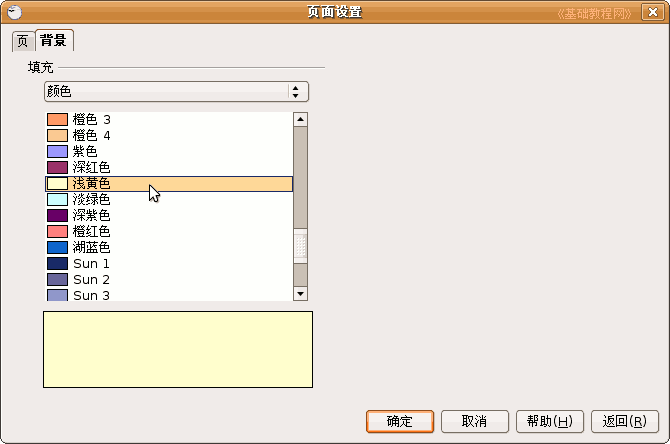 页面设置
《基础教程网》
页 背景
填充
颜色
橙色 3
橙色 4
紫色
深红色
浅黄色
淡绿色
深紫色
橙红色
湖蓝色
Sun 1
Sun 2
Sun 3
确定 取消 帮助(H) 返回(R)